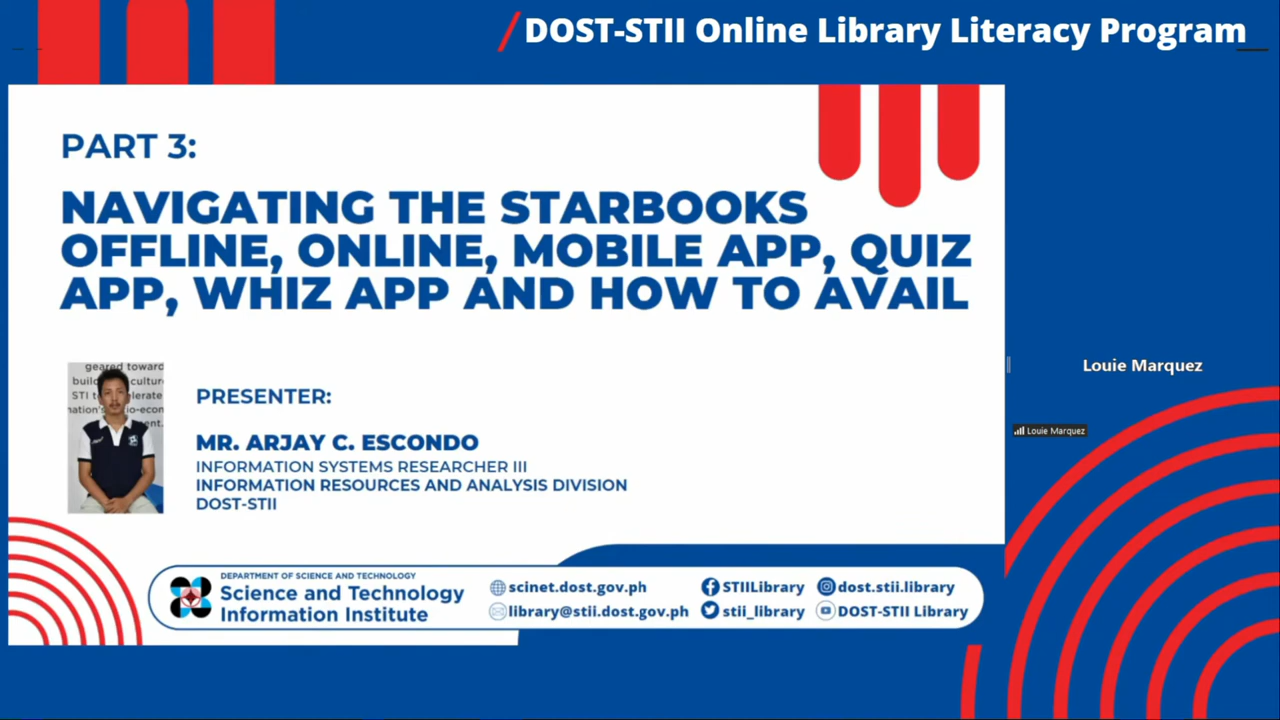 / DOST-STII Online Library Literacy Program
PART 3:
NAVIGATING THE STARBOOKS
OFFLINE, ONLINE, MOBILE APP, QUIZ
APP, WHIZ APP AND HOW TO AVAIL
geared toward
PRESENTER:
MR. ARJAY C. ESCONDO
INFORMATION SYSTEMS RESEARCHER III
INFORMATION RESOURCES AND ANALYSIS DIVISION
DOST-STII
Louie Marquez
Louie Marquez
DEPARTMENT OF SCIENCE AND TECHNOLOGY
Science and Technology
Information Institute
scinet.dost.gov.ph
library@stii.dost.gov.ph
STIILibrary
stii_library
dost.stii.library
DOST-STII Library